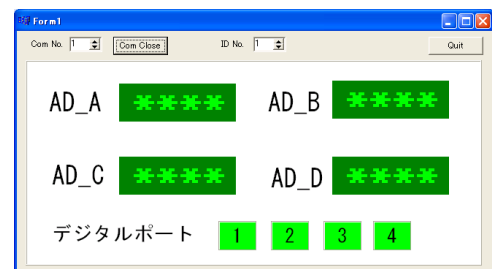 Form1
Com No. 1 Com Close ID No. 1 Quit
AD_A **** AD_B ****
AD_C **** AD_D ****
デジタルポート 1 2 3 4